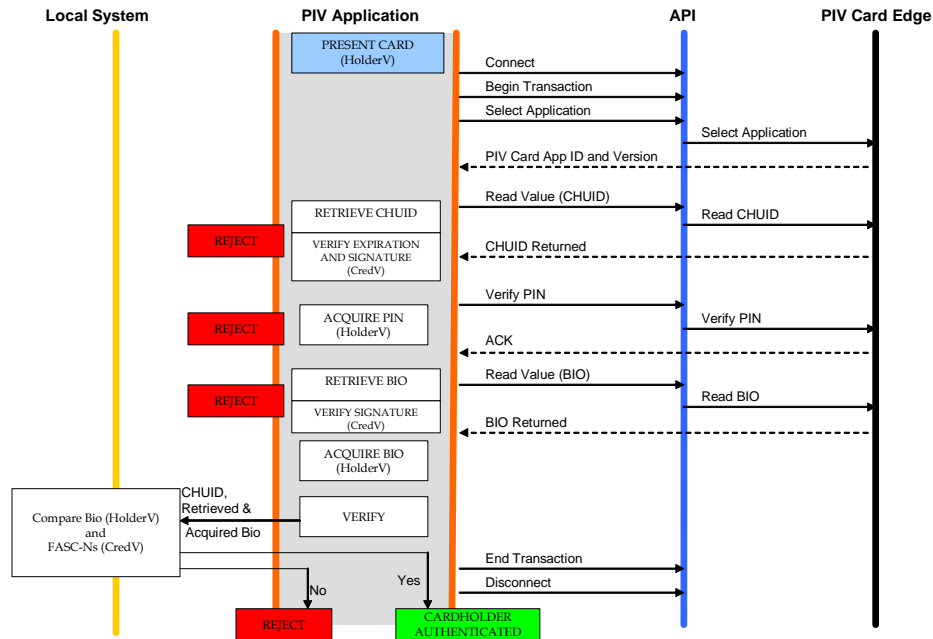 Local System
PIV Application
API
PIV Card Edge
PRESENT CARD
(HolderV)
Connect
Begin Transaction
Select Application
Select Application
PIV Card App ID and Version
Read Value (CHUID)
RETRIEVE CHUID
Read CHUID
REJECT
VERIFY EXPIRATION
AND SIGNATURE
(CredV)
CHUID Returned
Verify PIN
ACQUIRE PIN
(HolderV)
REJECT
Verify PIN
ACK
RETRIEVE BIO
Read Value (BIO)
REJECT
Read BIO
VERIFY SIGNATURE
(CredV)
BIO Returned
ACQUIRE BIO
(HolderV)
CHUID,
Retrieved &
Acquired Bio
VERIFY
Compare Bio (HolderV)
and
FASC-Ns (CredV)
End Transaction
Disconnect
No
Yes
REJECT
CARDHOLDER
AUTHENTICATED